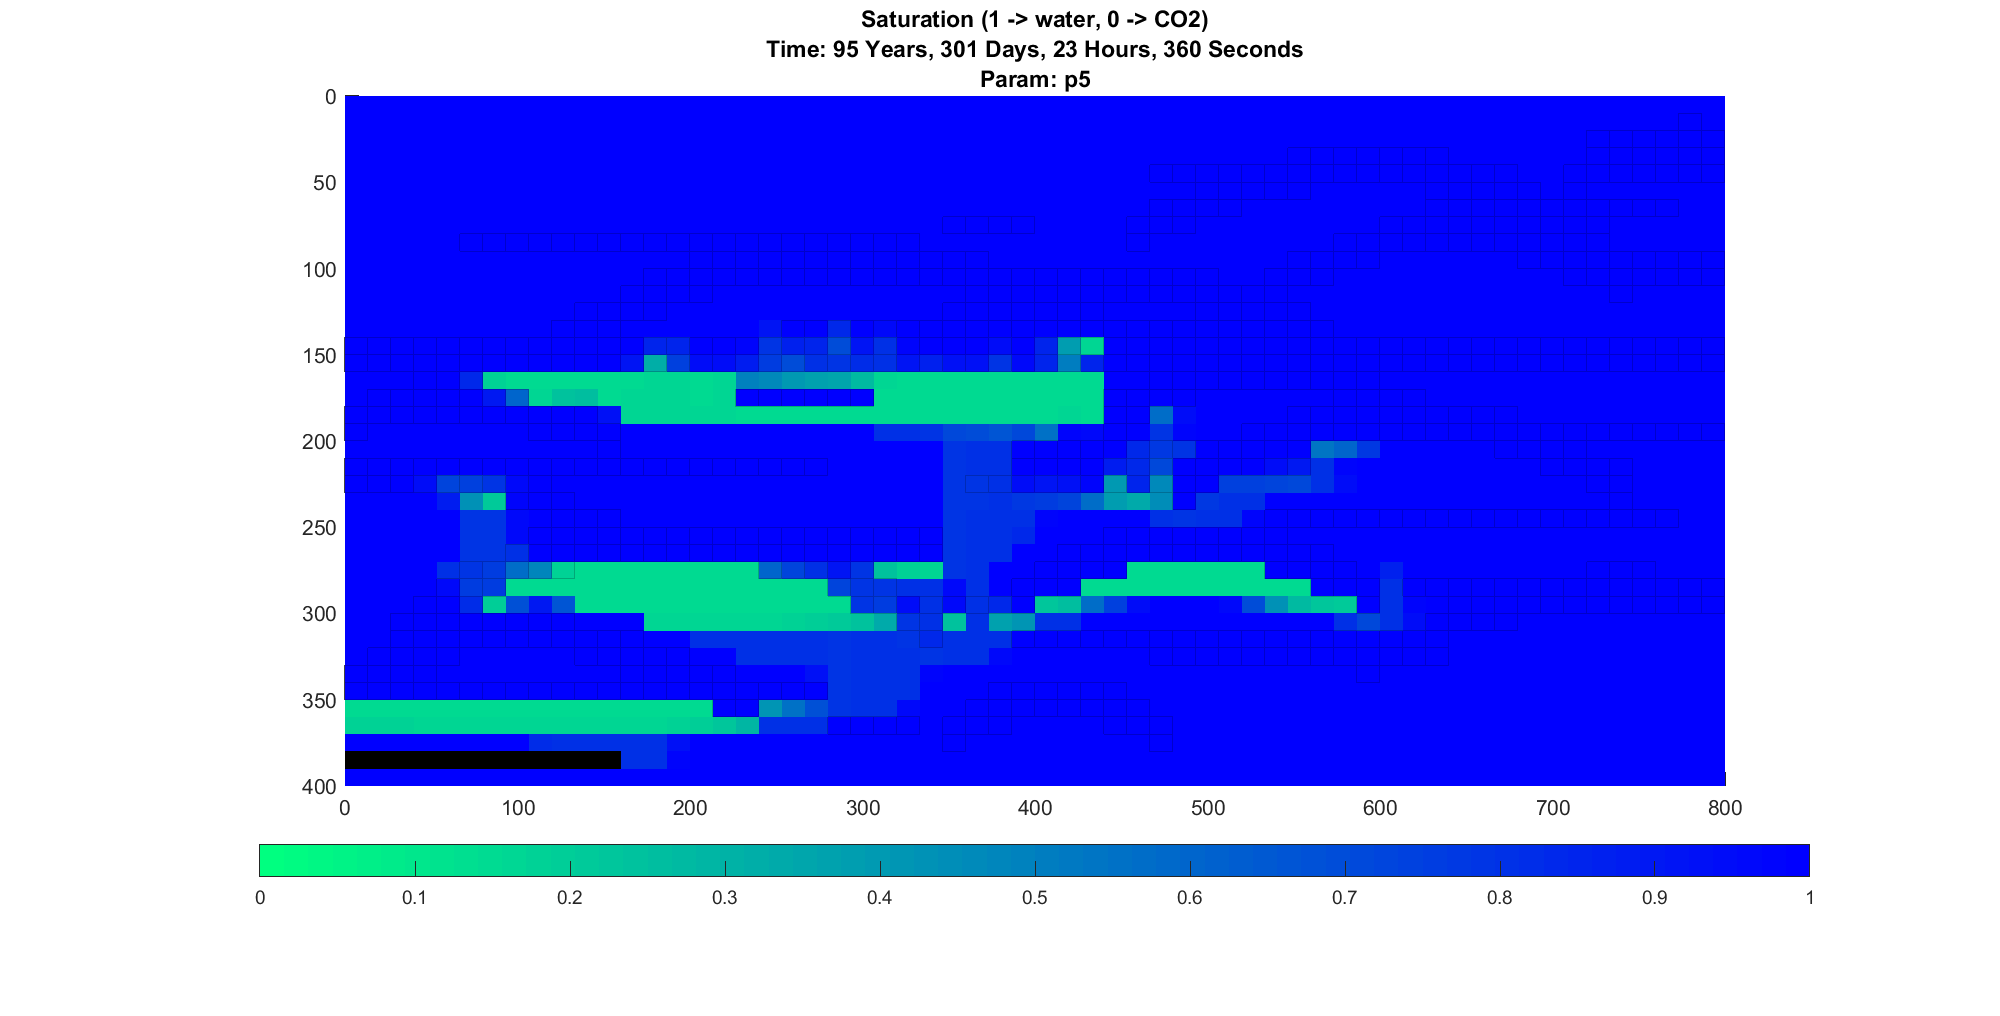 Saturation (1 -> water, 0 -> CO2)
Time: 95 Years, 301 Days, 23 Hours, 360 Seconds
Param: p5
0
50
100
150
200
250
300
350
400
0 100 200 300 400 500 600 700 800
0 0.1 0.2 0.3 0.4 0.5 0.6 0.7 0.8 0.9 1